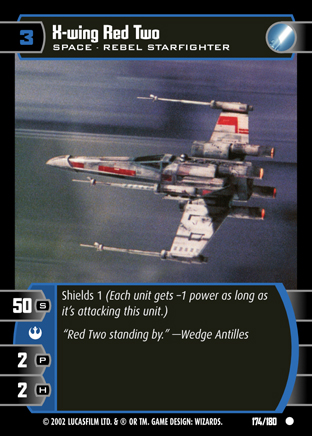 3
X-wing Red Two
SPACE · REBEL STARFIGHTER
50 S
Shields 1 (Each unit gets –1 power as long as
it's attacking this unit.)
"Red Two standing by." —Wedge Antilles
2 P
2 H
© 2002 LUCASFILM LTD. & ® OR TM. GAME DESIGN: WIZARDS.
174/180